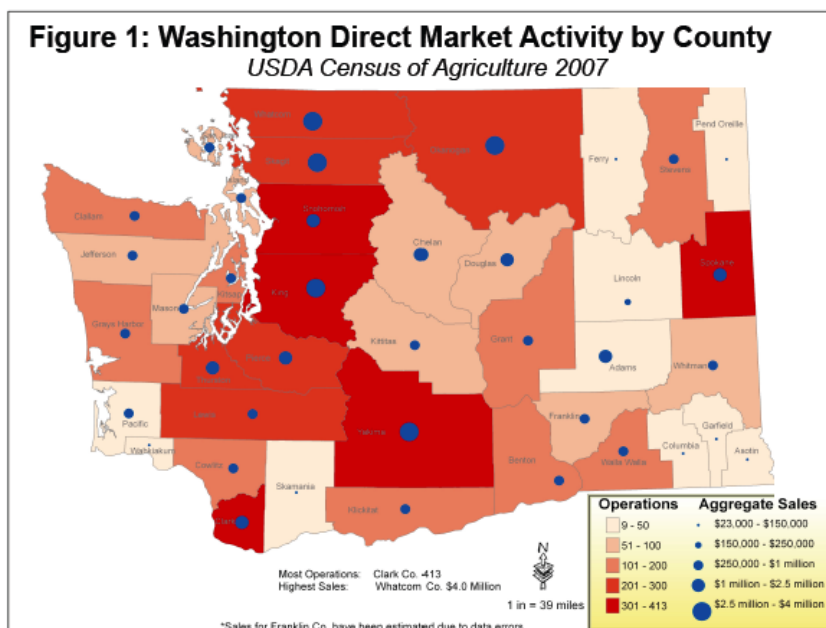 Figure 1: Washington Direct Market Activity by County
USDA Census of Agriculture 2007
Whatcom
Okanogan
Ferry
Stevens
Pend Oreille
Skagit
Island
Clallam
Snohomish
Jefferson
Chelan
Douglas
Lincoln
Spokane
King
Kitsap
Mason
Grays Harbor
Kittitas
Grant
Adams
Whitman
Pierce
Thurston
Pacific
Lewis
Yakima
Franklin
Garfield
Wahkiakum
Columbia
Asotin
Cowlitz
Benton
Walla Walla
Skamania
Klickitat
Clark
Operations
9 - 50
51 - 100
101 - 200
201 - 300
301 - 413
Aggregate Sales
$23,000 - $150,000
$150,000 - $250,000
$250,000 - $1 million
$1 million - $2.5 million
$2.5 million - $4 million
N
Most Operations: Clark Co. -413
Highest Sales: Whatcom Co. $4.0 Million
1 in = 39 miles
*Sales for Franklin Co. have been estimated due to data errors